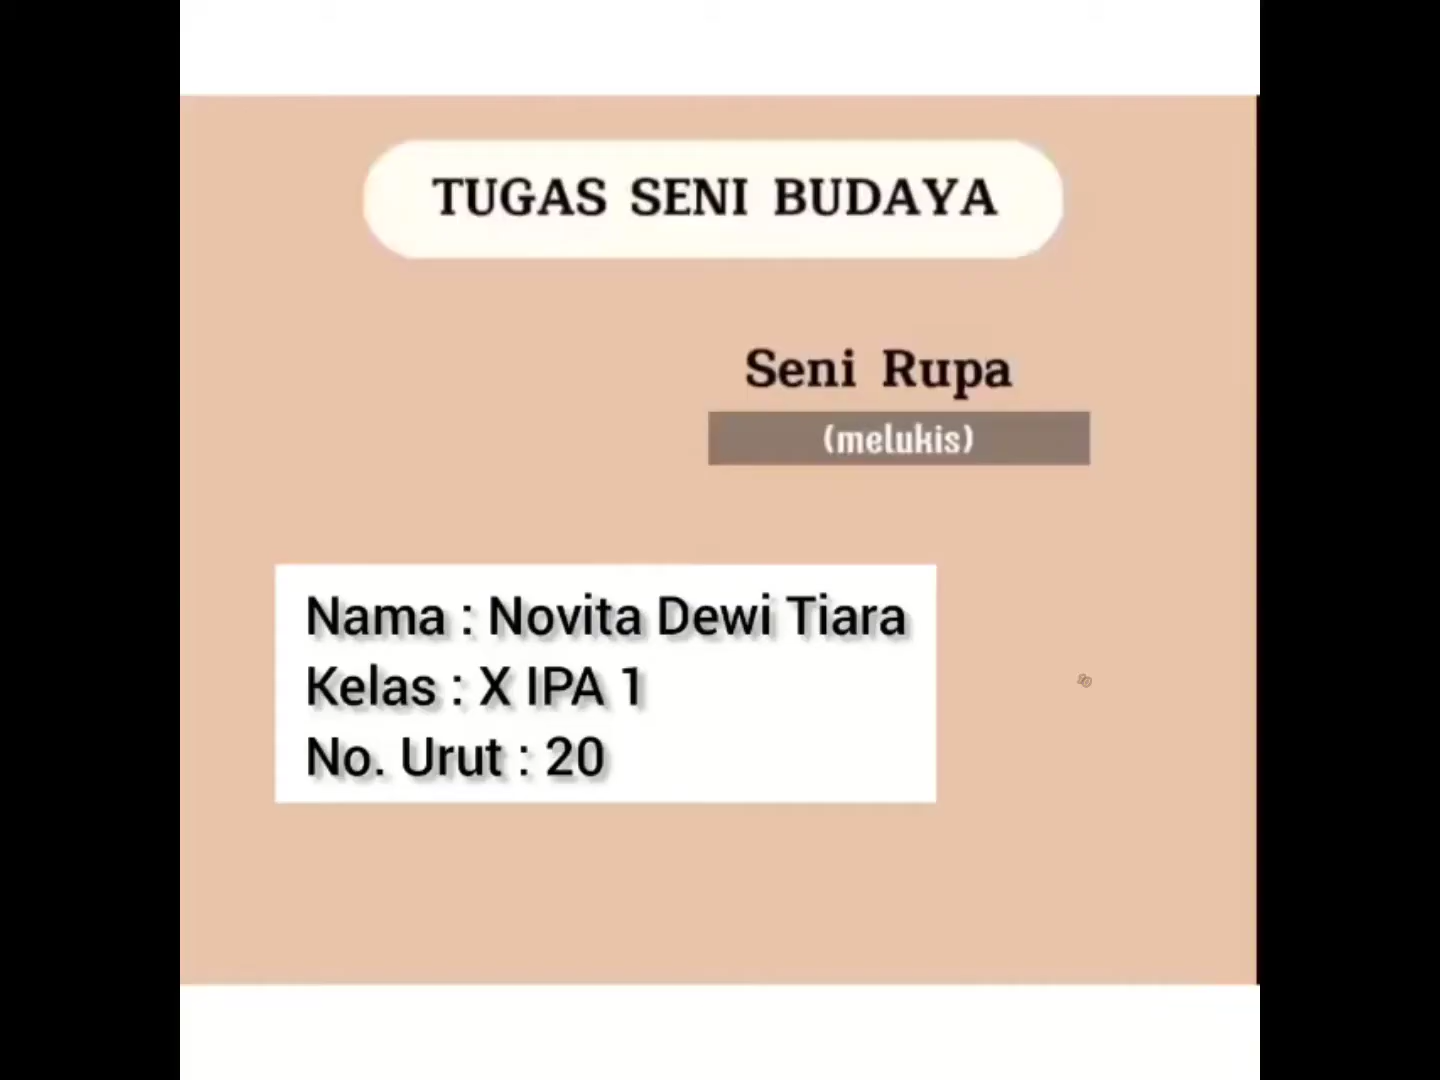 TUGAS SENI BUDAYA
Seni Rupa
(melukis)
Nama : Novita Dewi Tiara
Kelas : X IPA 1
No. Urut : 20